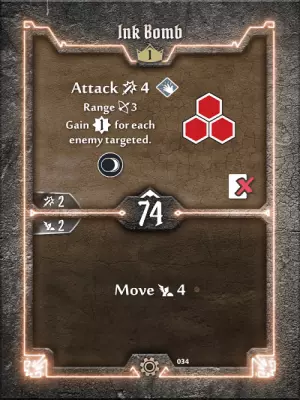 Ink Bomb
1
Attack 4
Range 3
Gain 1 for each
enemy targeted.
2
74
2
Move 4
034